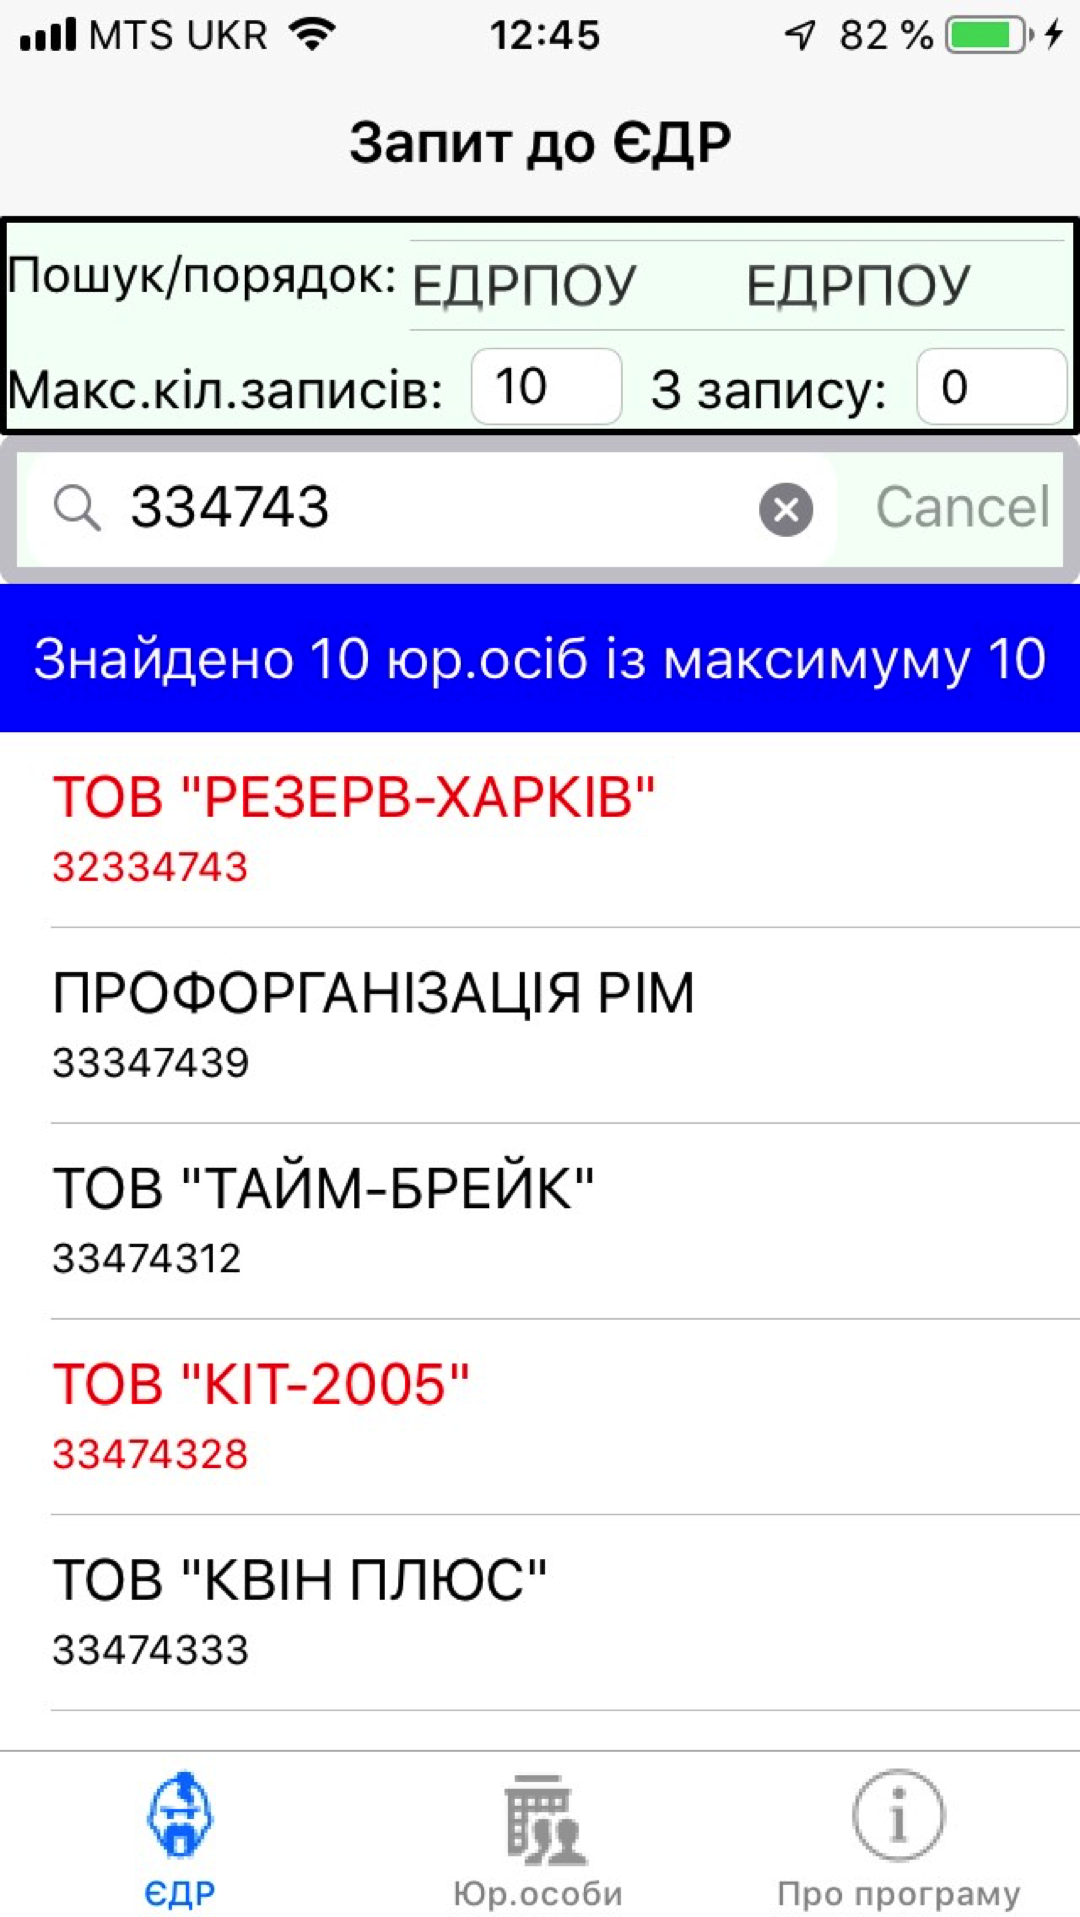 MTS UKR 12:45 82 %
Запит до ЄДР
Пошук/порядок: ЕДРПОУ ЕДРПОУ
Макс.кіл.записів: 10 З запису: 0
334743 Cancel
Знайдено 10 юр.осіб із максимуму 10
ТОВ "РЕЗЕРВ-ХАРКІВ"
32334743
ПРОФОРГАНІЗАЦІЯ РІМ
33347439
ТОВ "ТАЙМ-БРЕЙК"
33474312
ТОВ "КІТ-2005"
33474328
ТОВ "КВІН ПЛЮС"
33474333
ЄДР Юр.особи Про програму